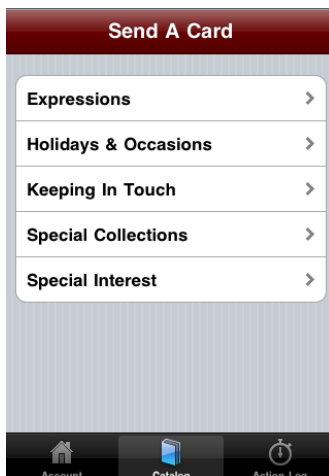 Send A Card
Expressions
Holidays & Occasions
Keeping In Touch
Special Collections
Special Interest
Account Catalog Action Log